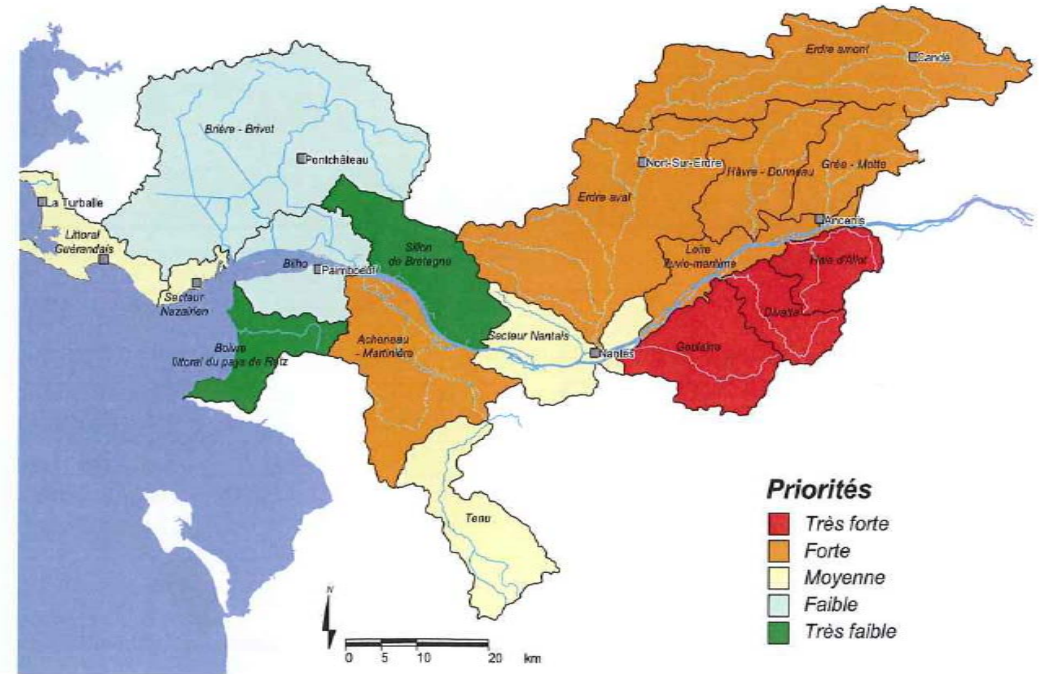 Erdre amont
Candé
Brière - Brivet
Pontchâteau
Nort-Sur-Erdre
Hâvre - Donneau
Grée - Motte
Erdre aval
La Turballe
Littoral
Guérandais
Ancenis
Sillon
de Bretagne
Loire
fluvio-maritime
Haie d'Allot
Bilho
Paimboeuf
Secteur
Nazairien
Divatte
Secteur Nantais
Nantes
Goulaine
Boivre
littoral du pays de Retz
Acheneau
- Martinière
Tenu
Priorités
Très forte
Forte
Moyenne
Faible
Très faible
N
0 5 10 20 km